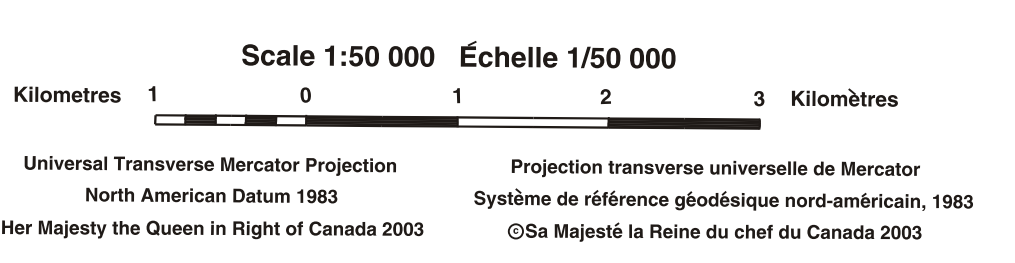 Scale 1:50 000 Échelle 1/50 000
Kilometres 1 0 1 2 3 Kilomètres
Universal Transverse Mercator Projection
North American Datum 1983
Her Majesty the Queen in Right of Canada 2003
Projection transverse universelle de Mercator
Système de référence géodésique nord-américain, 1983
©Sa Majesté la Reine du chef du Canada 2003